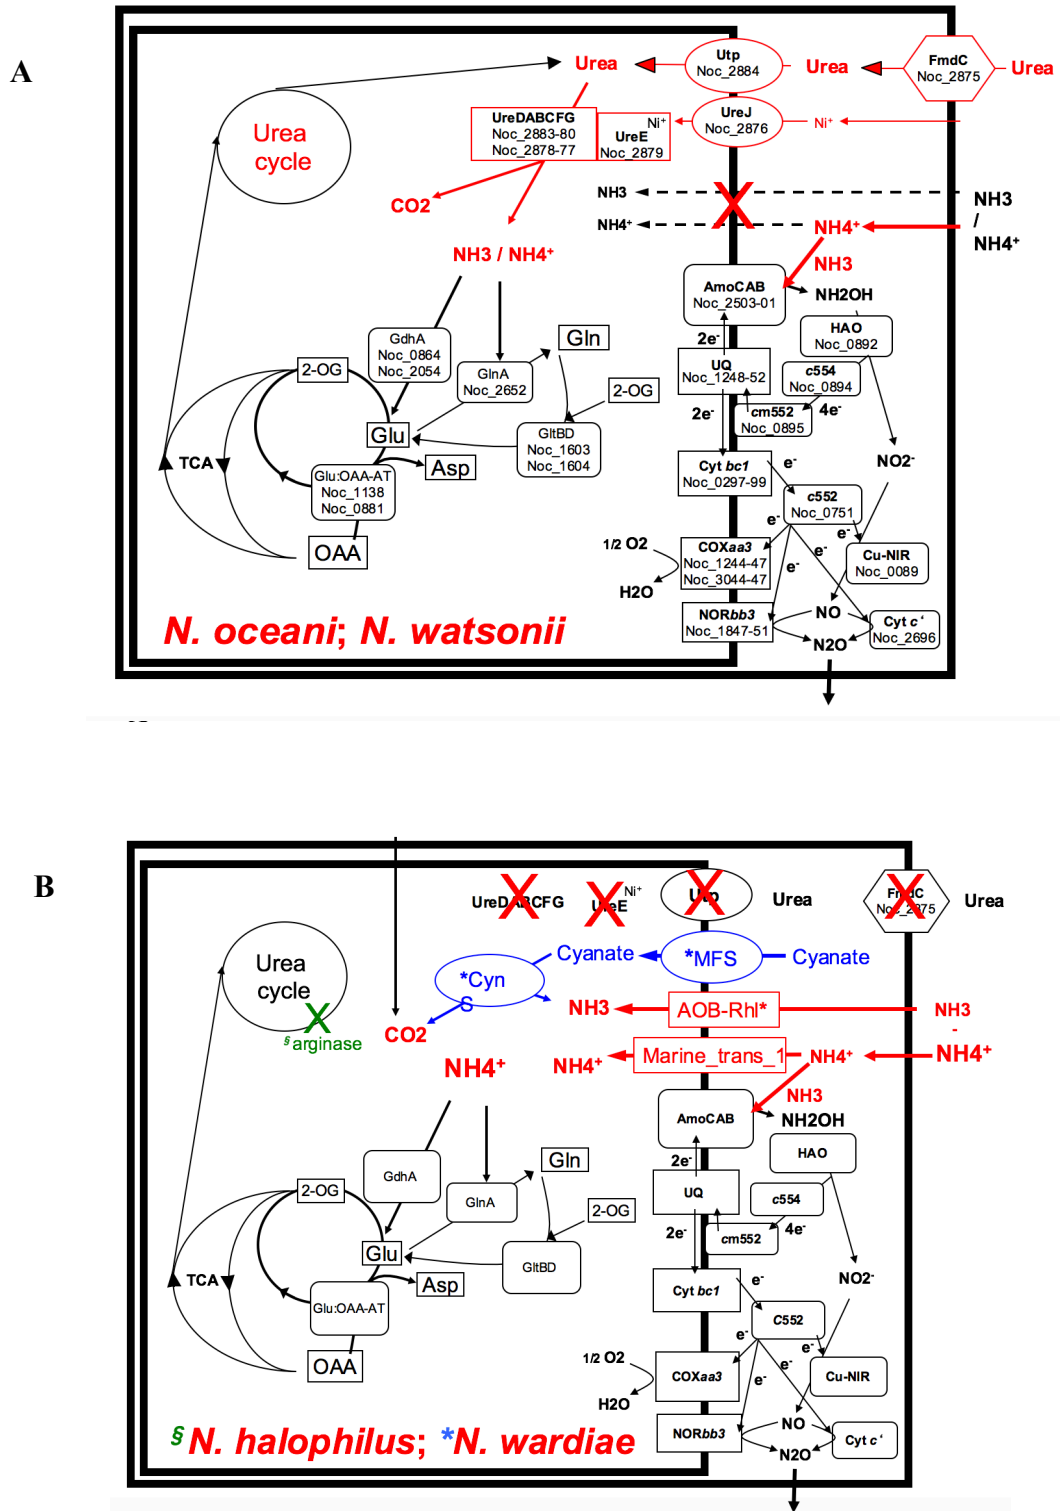 A
Urea
Utp
Noc_2884
Urea
FmdC
Noc_2875
Urea
Urea
cycle
UreDABCFG
Noc_2883-80
Noc_2878-77
Ni+
UreE
Noc_2879
UreJ
Noc_2876
Ni+
CO2
NH3
NH4+
X
NH3
/
NH4+
NH4+
NH3
NH3 / NH4+
AmoCAB
Noc_2503-01
NH2OH
2e-
HAO
Noc_0892
GdhA
Noc_0864
Noc_2054
Gln
GlnA
Noc_2652
2-OG
2-OG
UQ
Noc_1248-52
c554
Noc_0894
2e-
cm552
Noc_0895
4e-
Glu
GltBD
Noc_1603
Noc_1604
TCA
Asp
Glu:OAA-AT
Noc_1138
Noc_0881
Cyt bc1
Noc_0297-99
e-
NO2-
c552
Noc_0751
e-
e-
OAA
1/2 O2
H2O
COXaa3
Noc_1244-47
Noc_3044-47
e-
e-
Cu-NIR
Noc_0089
N. oceani; N. watsonii
NORbb3
Noc_1847-51
NO
N2O
Cyt c‘
Noc_2696
B
UreDABCFG
X
UreE
Ni+
X
Utp
X
Urea
FmdC
Noc_2875
X
Urea
Urea
cycle
X
§arginase
Cyanate
*MFS
Cyanate
*Cyn
S
NH3
AOB-Rhl*
NH3
-
NH4+
CO2
NH4+
NH4+
Marine_trans_1
NH4+
NH3
AmoCAB
NH2OH
2e-
HAO
GdhA
Gln
GlnA
2-OG
2-OG
UQ
c554
2e-
cm552
4e-
Glu
GltBD
TCA
Asp
Glu:OAA-AT
Cyt bc1
e-
NO2-
C552
e-
e-
OAA
1/2 O2
H2O
COXaa3
e-
e-
Cu-NIR
§N. halophilus; *N. wardiae
NORbb3
NO
N2O
Cyt c‘